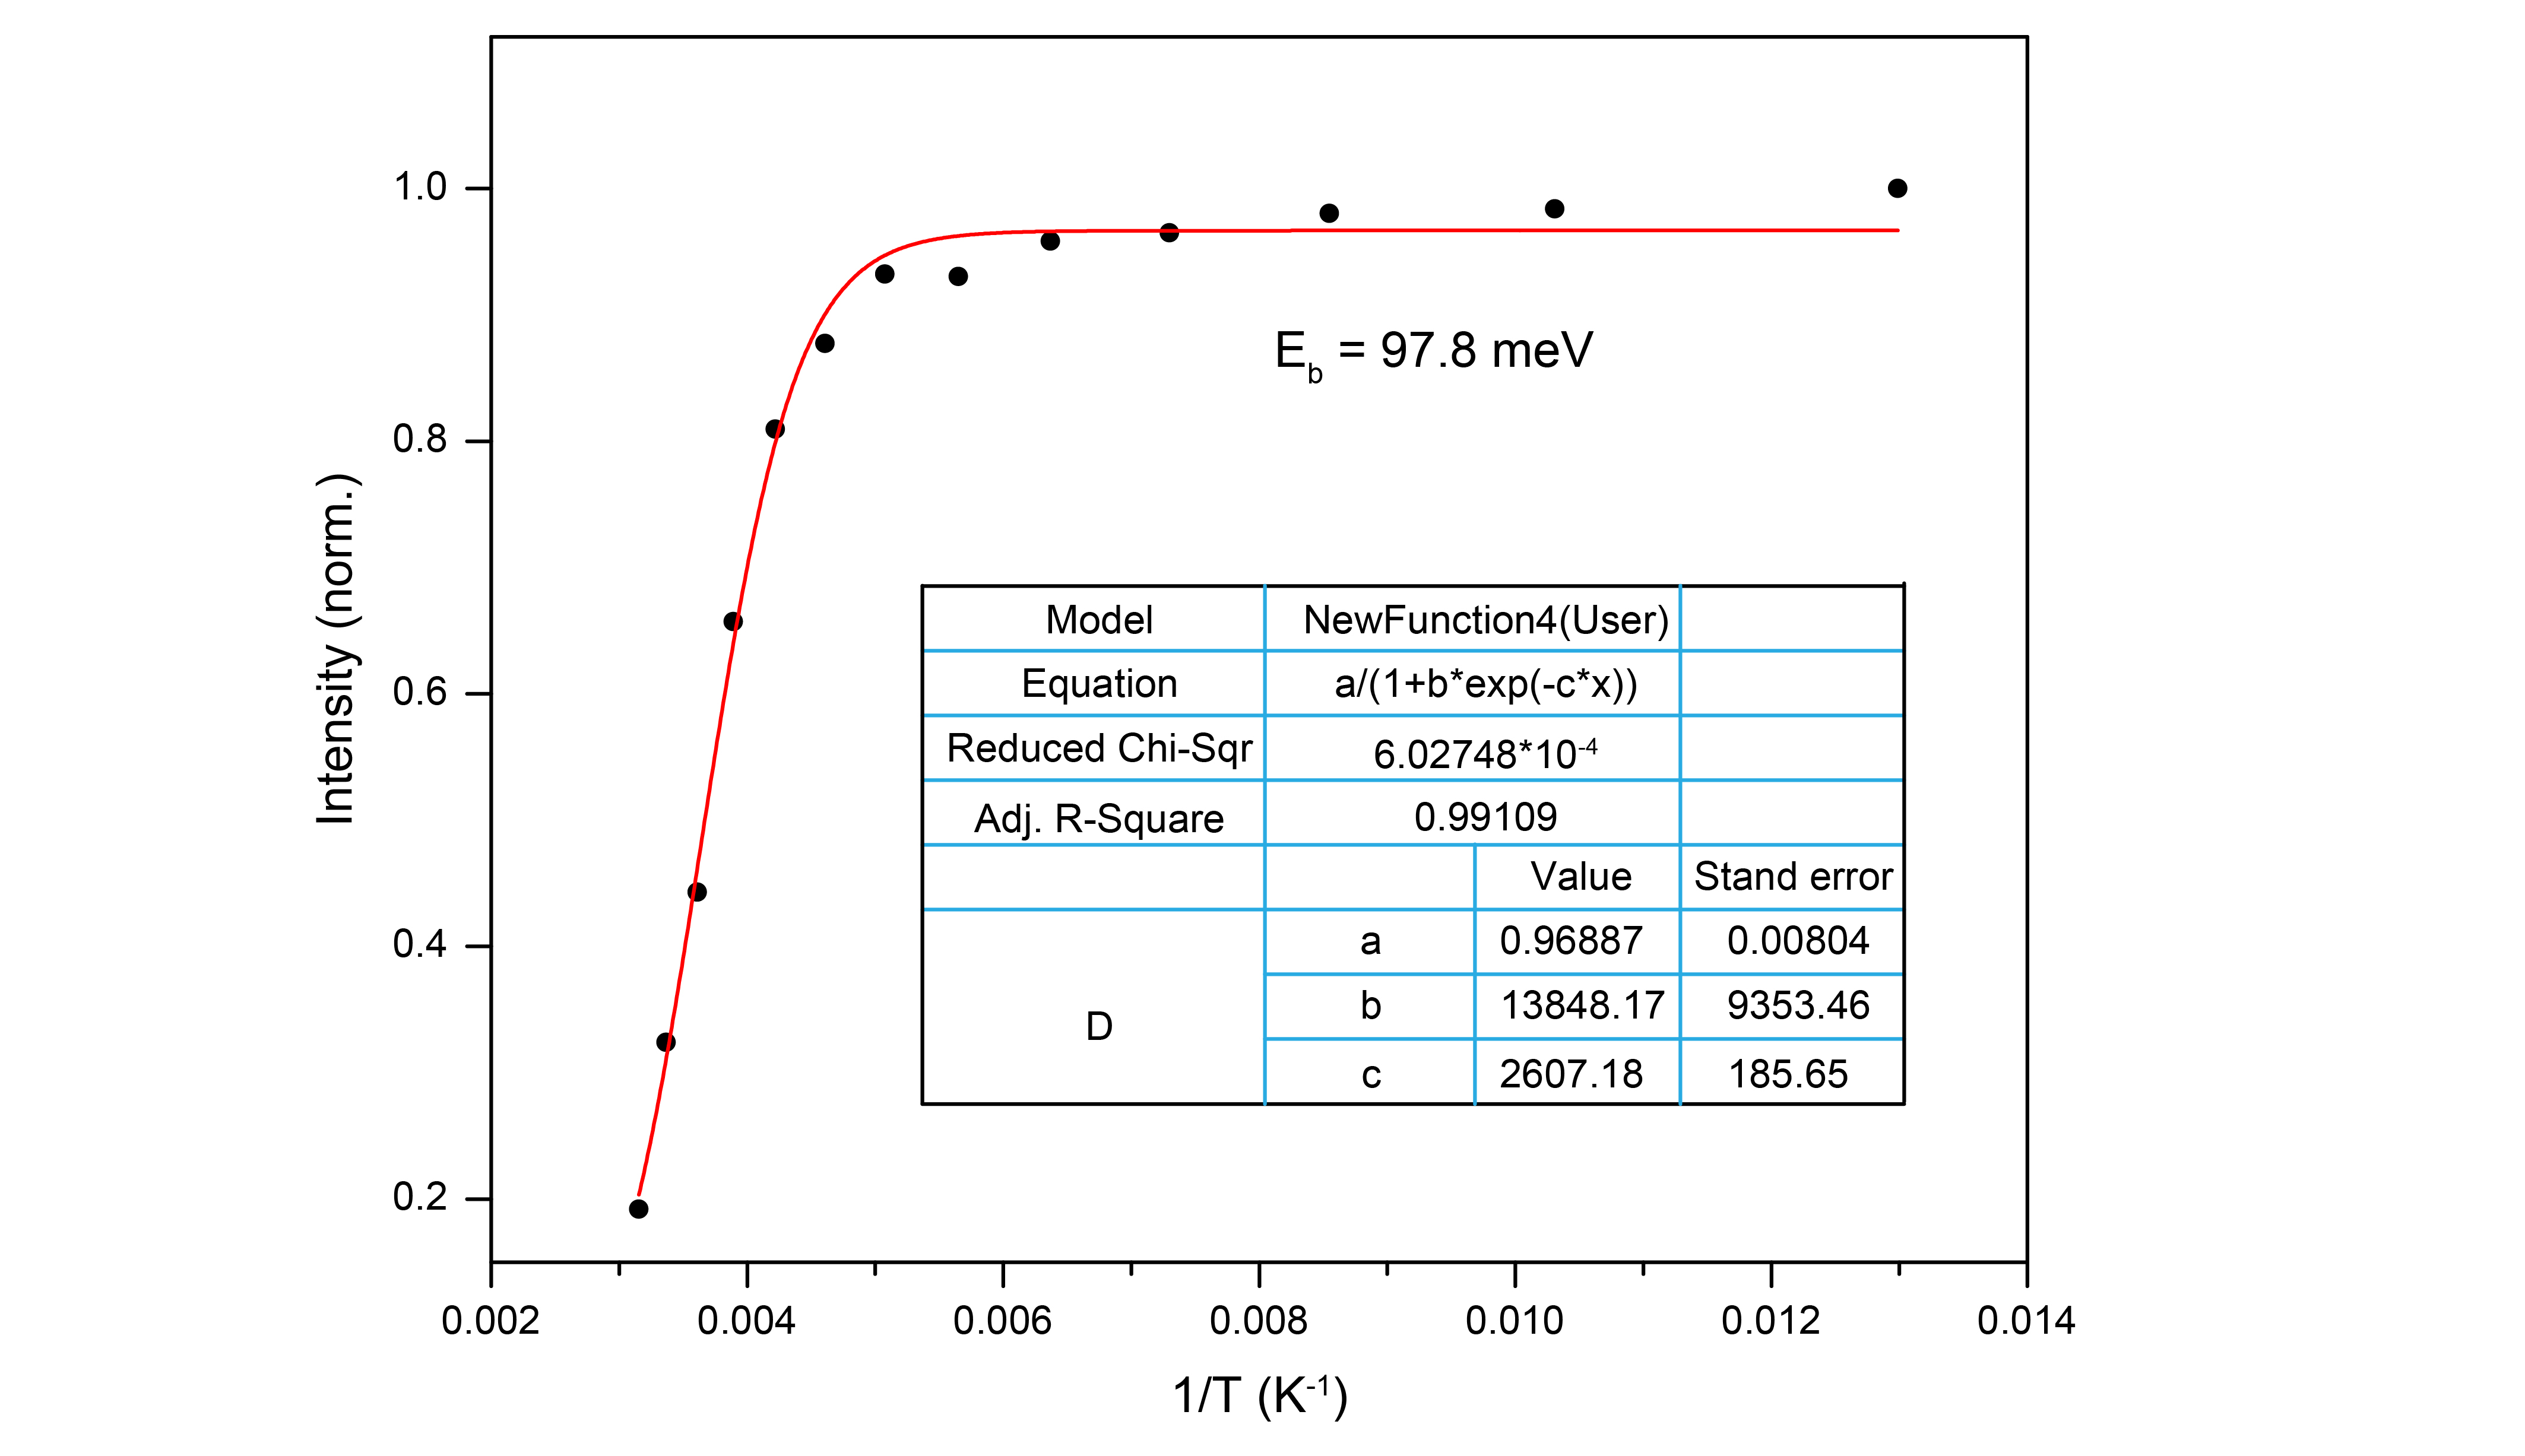 1.0
0.8
0.6
0.4
0.2
Intensity (norm.)
E_b = 97.8 meV
Model NewFunction4(User)
Equation a/(1+b*exp(-c*x))
Reduced Chi-Sqr 6.02748*10⁻⁴
Adj. R-Square 0.99109
Value Stand error
D
a 0.96887 0.00804
b 13848.17 9353.46
c 2607.18 185.65
0.002 0.004 0.006 0.008 0.010 0.012 0.014
1/T (K⁻¹)